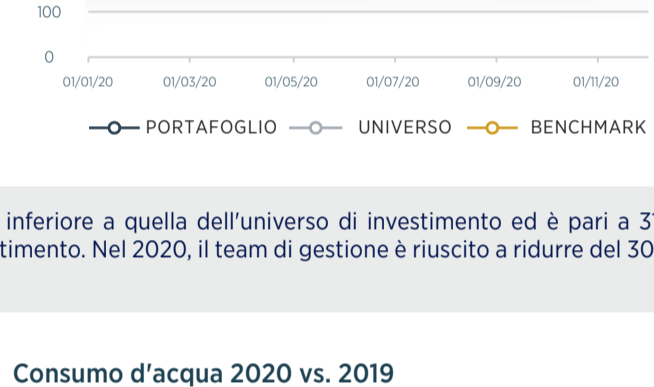 100
0
01/01/20 01/03/20 01/05/20 01/07/20 01/09/20 01/11/20
PORTAFOGLIO UNIVERSO BENCHMARK
inferiore a quella dell'universo di investimento ed è pari a
timento. Nel 2020, il team di gestione è riuscito a ridurre del 30
Consumo d'acqua 2020 vs. 2019